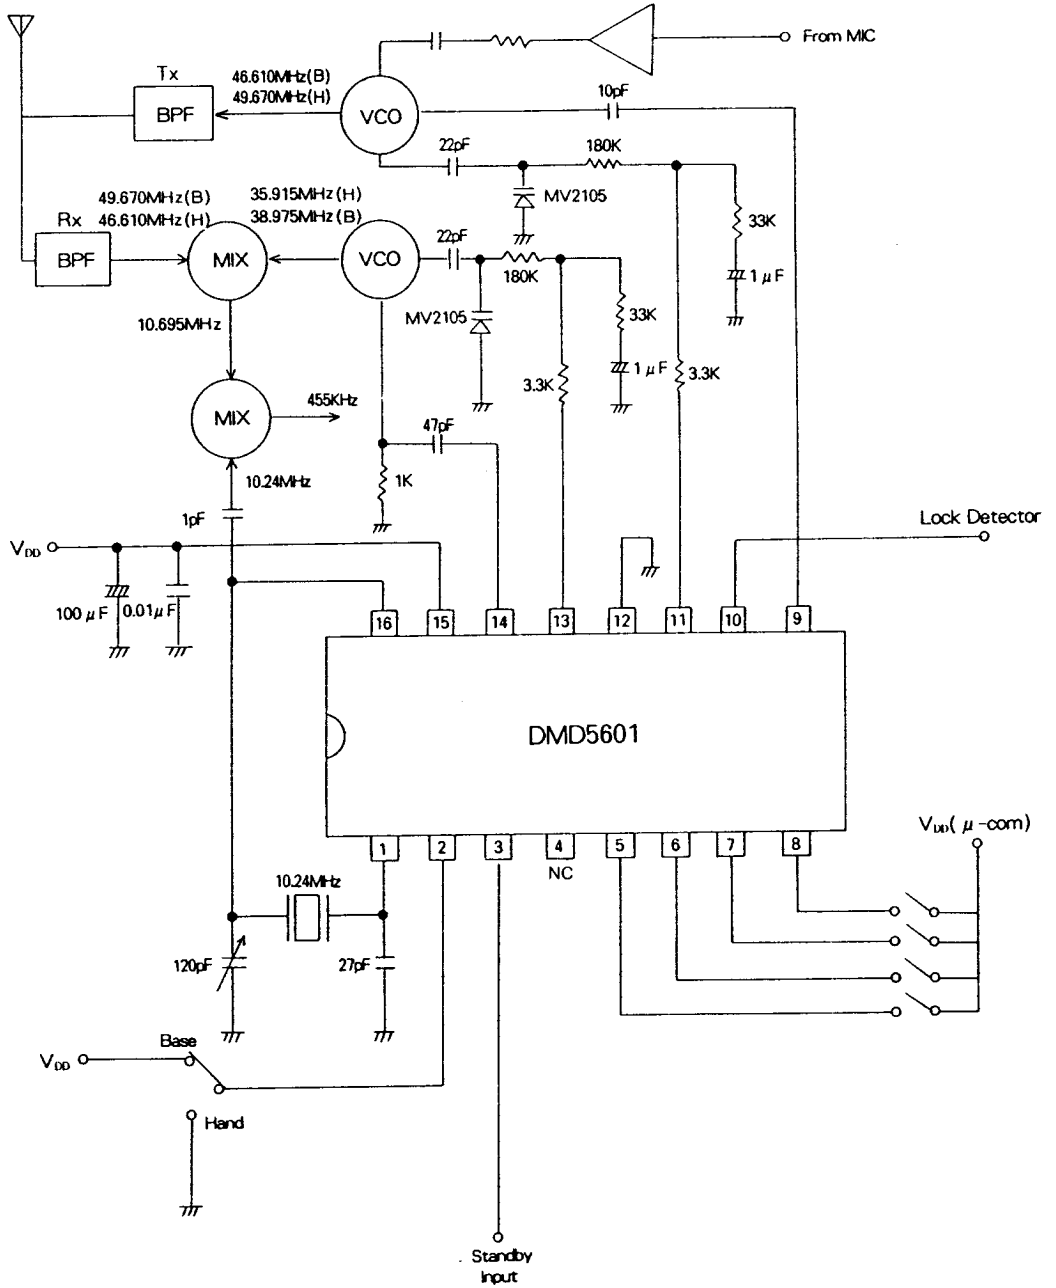 From MIC
Tx
46.610MHz(B)
49.670MHz(H)
BPF
VCO
10pF
22pF
180K
MV2105
33K
1μF
49.670MHz(B)
46.610MHz(H)
35.915MHz(H)
38.975MHz(B)
Rx
BPF
MIX
VCO
22pF
180K
MV2105
33K
1μF
10.695MHz
3.3K
3.3K
MIX
455KHz
47pF
10.24MHz
1K
1pF
Lock Detector
VDD
100μF
0.01μF
16
15
14
13
12
11
10
9
DMD5601
1
2
3
4
5
6
7
8
NC
VDD(μ-com)
10.24MHz
120pF
27pF
Base
VDD
Hand
Standby
Input